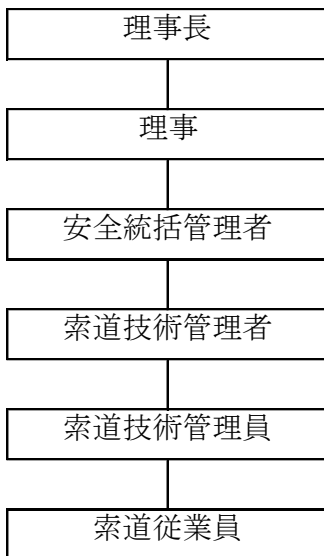 理事長
理事
安全統括管理者
索道技術管理者
索道技術管理員
索道従業員